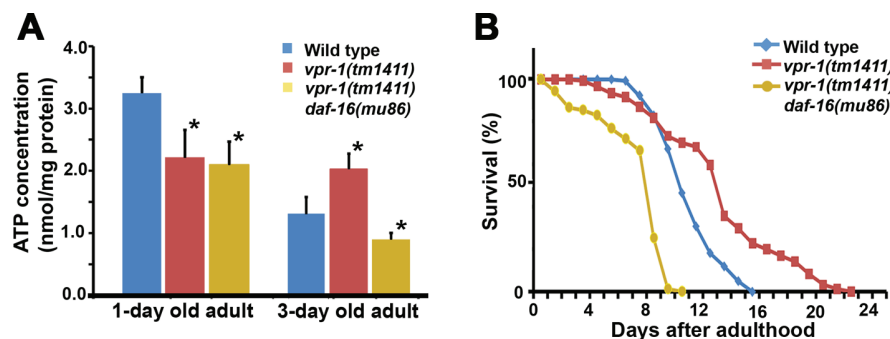 A
ATP concentration
(nmol/mg protein)
4.0
3.0
2.0
1.0
0.0
Wild type
vpr-1(tm1411)
vpr-1(tm1411)
daf-16(mu86)
*
*
*
*
1-day old adult
3-day old adult
B
Survival (%)
100
50
0
Wild type
vpr-1(tm1411)
vpr-1(tm1411)
daf-16(mu86)
0
4
8
12
16
20
24
Days after adulthood